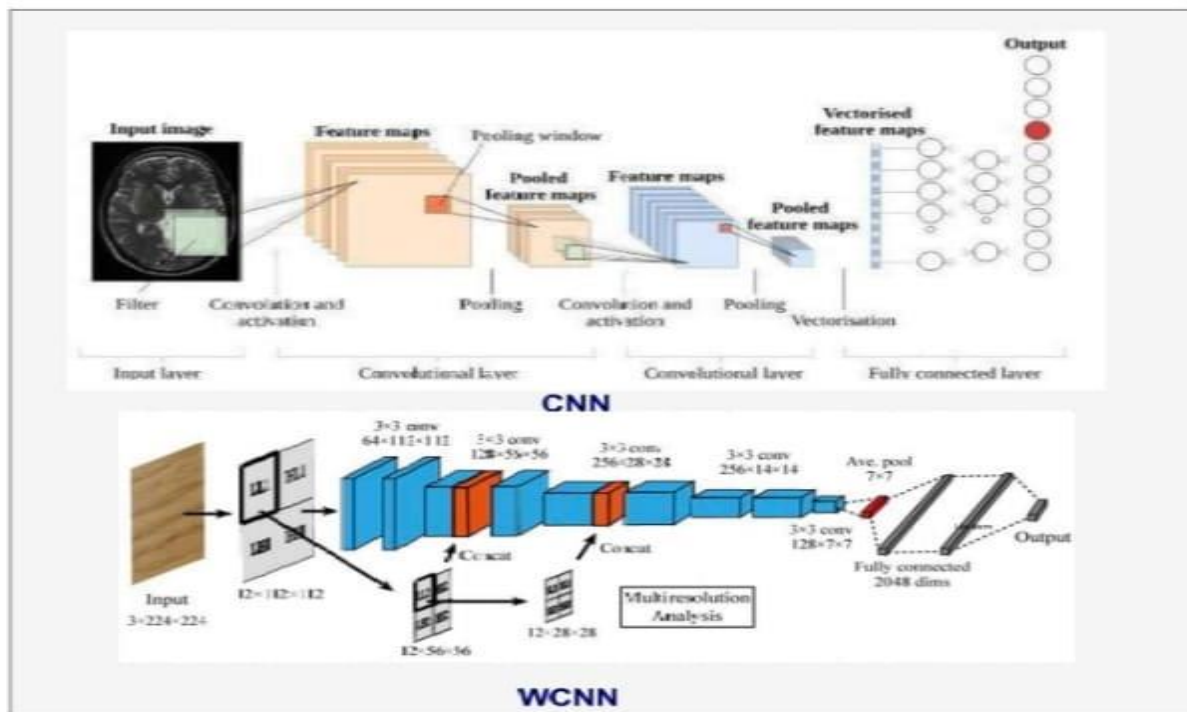 Output
Input image
Feature maps
Pooling window
Vectorised
feature maps
Pooled
feature maps
Feature maps
Pooled
feature maps
Filter
Convolution and
activation
Pooling
Convolution and
activation
Pooling
Vectorisation
Input layer
Convolutional layer
Convolutional layer
Fully connected layer
CNN
3×3 conv
64×112×112
3×3 conv
128×56×56
3×3 conv
256×28×28
3×3 conv
256×14×14
Ave. pool
7×7
Input
3×224×224
12×112×112
Concat
12×56×56
Concat
12×28×28
Multiresolution
Analysis
3×3 conv
128×7×7
Fully connected
2048 dims
Output
WCNN